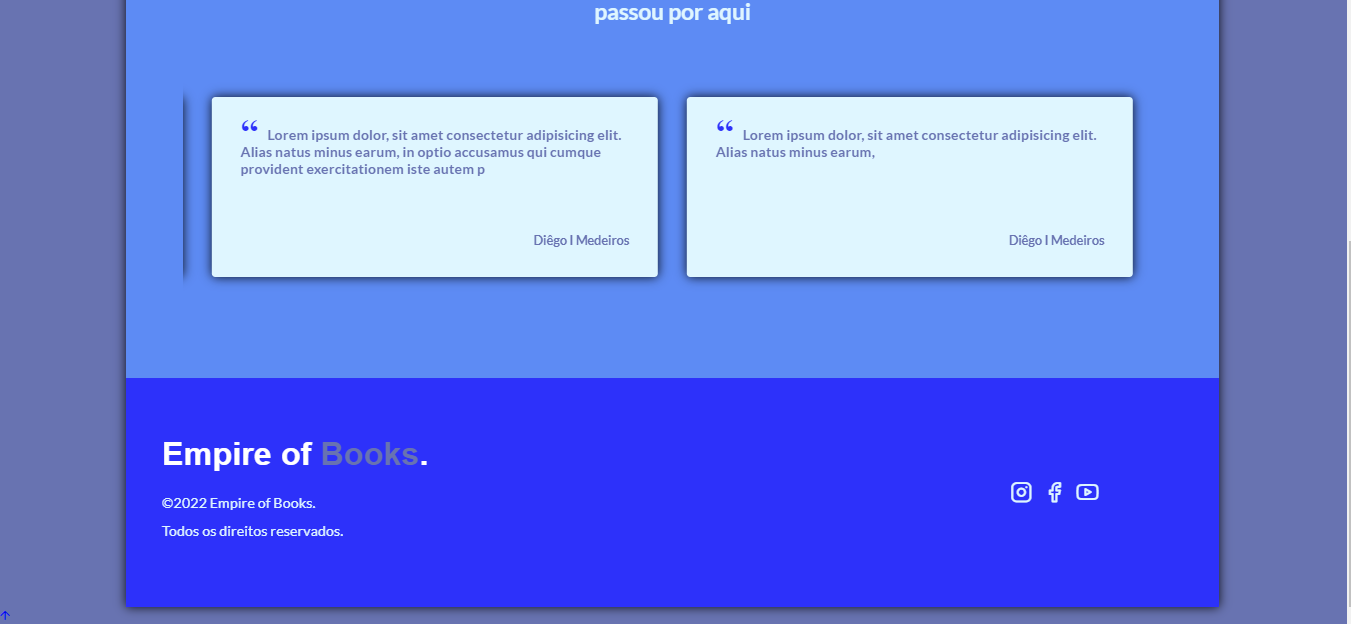 passou por aqui
“ Lorem ipsum dolor, sit amet consectetur adipisicing elit.
Alias natus minus earum, in optio accusamus qui cumque
provident exercitationem iste autem p
Diêgo I Medeiros
“ Lorem ipsum dolor, sit amet consectetur adipisicing elit.
Alias natus minus earum,
Diêgo I Medeiros
Empire of Books.
©2022 Empire of Books.
Todos os direitos reservados.